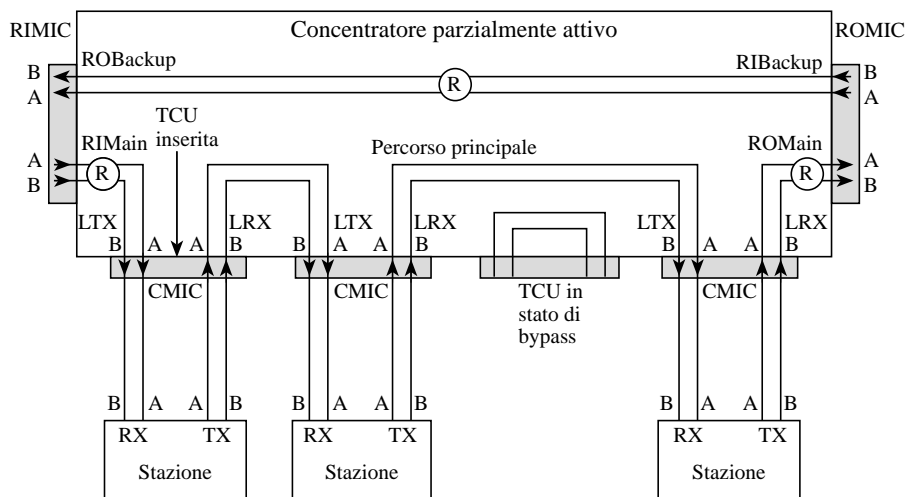 RIMIC
Concentratore parzialmente attivo
ROMIC
ROBackup
RIBackup
B
A
R
B
A
TCU
inserita
RIMain
Percorso principale
ROMain
A
B
R
R
A
B
LTX
LRX
LTX
LRX
LTX
LRX
B
A
A
B
B
A
A
B
B
A
A
B
CMIC
CMIC
TCU in
stato di
bypass
CMIC
B
A
A
B
B
A
A
B
B
A
A
B
RX
TX
RX
TX
RX
TX
Stazione
Stazione
Stazione